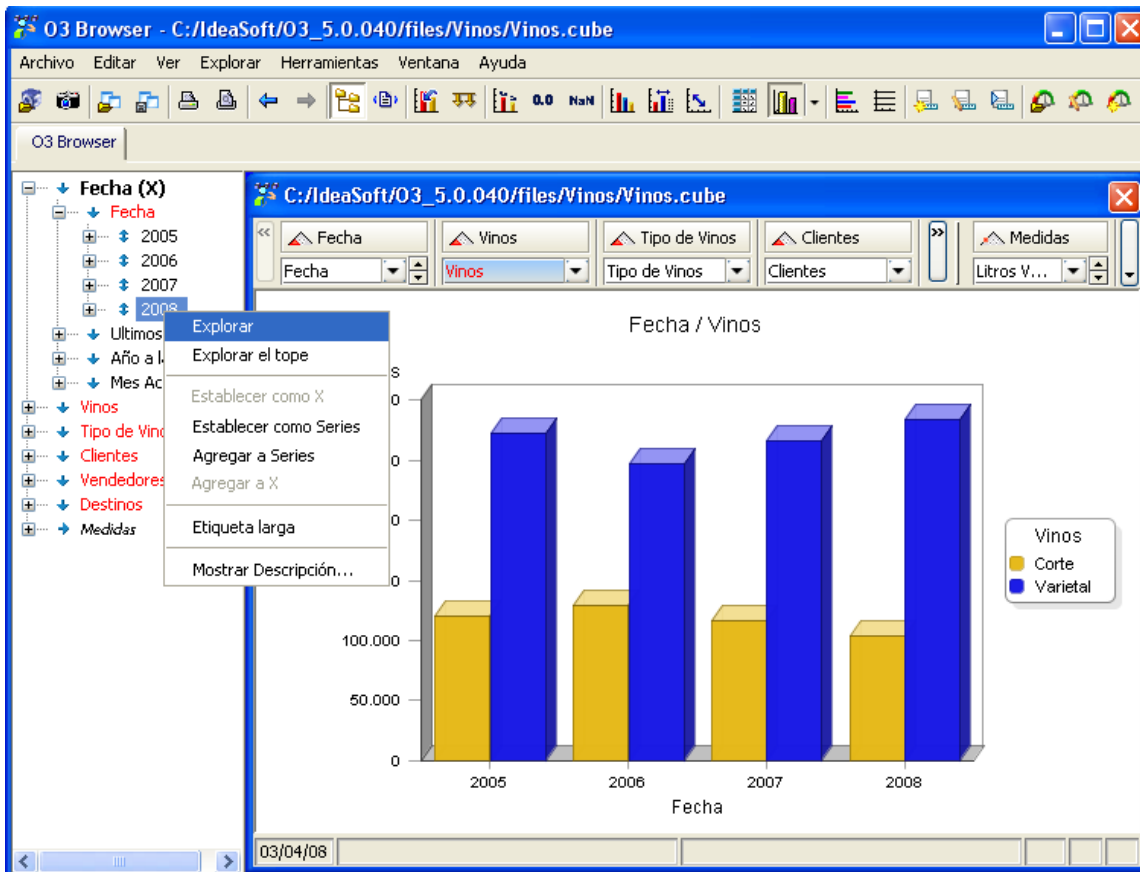 O3 Browser - C:/IdeaSoft/O3_5.0.040/files/Vinos/Vinos.cube
Archivo Editar Ver Explorar Herramientas Ventana Ayuda
0.0 NaN
O3 Browser
Fecha (X)
Fecha
2005
2006
2007
2008
Ultimos
Año a l
Mes Ac
Vinos
Tipo de Vino
Clientes
Vendedores
Destinos
Medidas
Explorar
Explorar el tope
Establecer como X
Establecer como Series
Agregar a Series
Agregar a X
Etiqueta larga
Mostrar Descripción...
C:/IdeaSoft/O3_5.0.040/files/Vinos/Vinos.cube
Fecha Vinos Tipo de Vinos Clientes Medidas
Fecha Vinos Tipo de Vinos Clientes Litros V...
Fecha / Vinos
s
0
0
0
0
100.000
50.000
0
2005 2006 2007 2008
Fecha
Vinos
Corte
Varietal
03/04/08